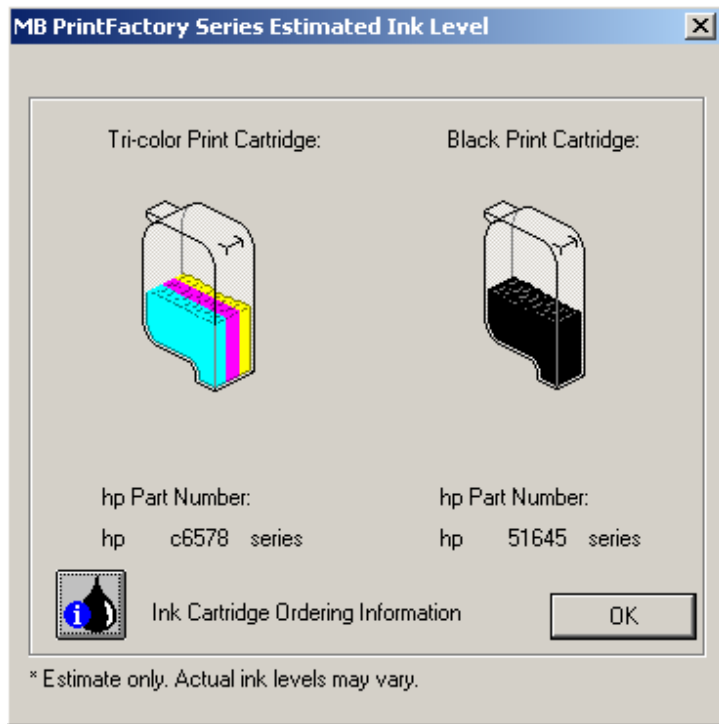 MB PrintFactory Series Estimated Ink Level
Tri-color Print Cartridge: Black Print Cartridge:
hp Part Number: hp Part Number:
hp c6578 series hp 51645 series
i Ink Cartridge Ordering Information OK
* Estimate only. Actual ink levels may vary.